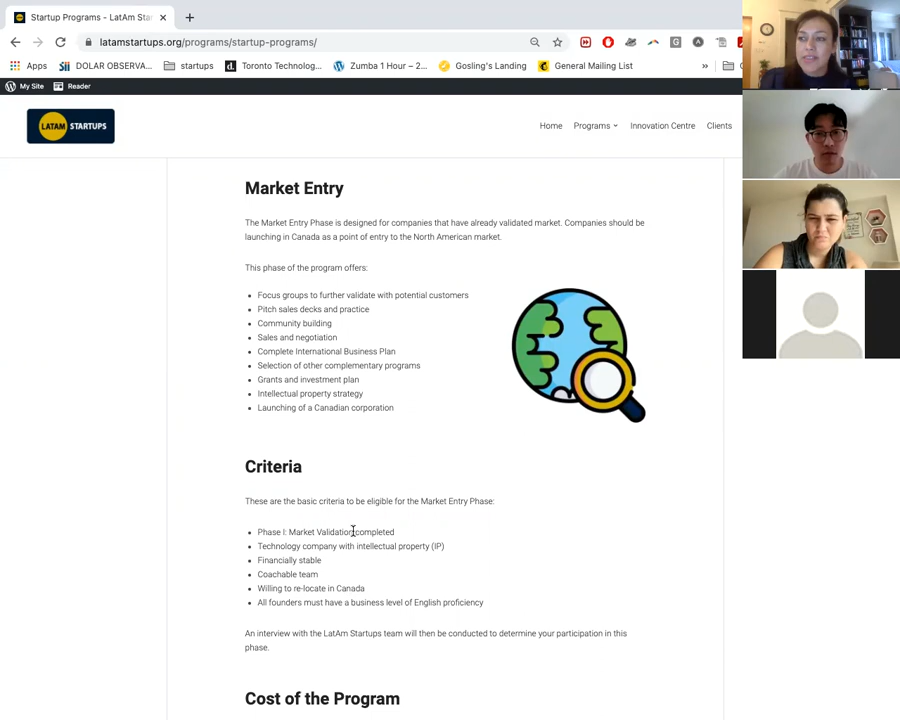 Startup Programs - LatAm Sta
latamstartups.org/programs/startup-programs/
Apps
DOLAR OBSERVA...
startups
Toronto Technolog...
Zumba 1 Hour – 2...
Gosling's Landing
General Mailing List
»
My Site
Reader
LATAM STARTUPS
Home
Programs
Innovation Centre
Clients
Market Entry
The Market Entry Phase is designed for companies that have already validated market. Companies should be
launching in Canada as a point of entry to the North American market.
This phase of the program offers:
• Focus groups to further validate with potential customers
• Pitch sales decks and practice
• Community building
• Sales and negotiation
• Complete International Business Plan
• Selection of other complementary programs
• Grants and investment plan
• Intellectual property strategy
• Launching of a Canadian corporation
Criteria
These are the basic criteria to be eligible for the Market Entry Phase:
• Phase I: Market Validation completed
• Technology company with intellectual property (IP)
• Financially stable
• Coachable team
• Willing to re-locate in Canada
• All founders must have a business level of English proficiency
An interview with the LatAm Startups team will then be conducted to determine your participation in this
phase.
Cost of the Program